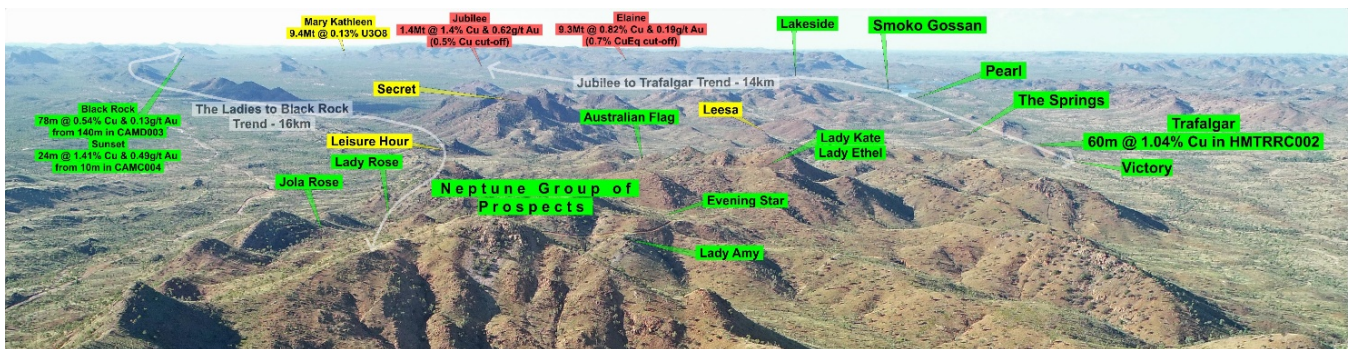 Mary Kathleen
9.4Mt @ 0.13% U3O8
Jubilee
1.4Mt @ 1.4% Cu & 0.62g/t Au
(0.5% Cu cut-off)
Elaine
9.3Mt @ 0.82% Cu & 0.19g/t Au
(0.7% CuEq cut-off)
Lakeside
Smoko Gossan
Pearl
Jubilee to Trafalgar Trend - 14km
Secret
The Ladies to Black Rock
Trend - 16km
Black Rock
78m @ 0.54% Cu & 0.13g/t Au
from 140m in CAMD003
Sunset
24m @ 1.41% Cu & 0.49g/t Au
from 10m in CAMC004
The Springs
Leesa
Australian Flag
Trafalgar
60m @ 1.04% Cu in HMTRRC002
Leisure Hour
Lady Kate
Lady Ethel
Lady Rose
Victory
Jola Rose
Neptune Group of
Prospects
Evening Star
Lady Amy